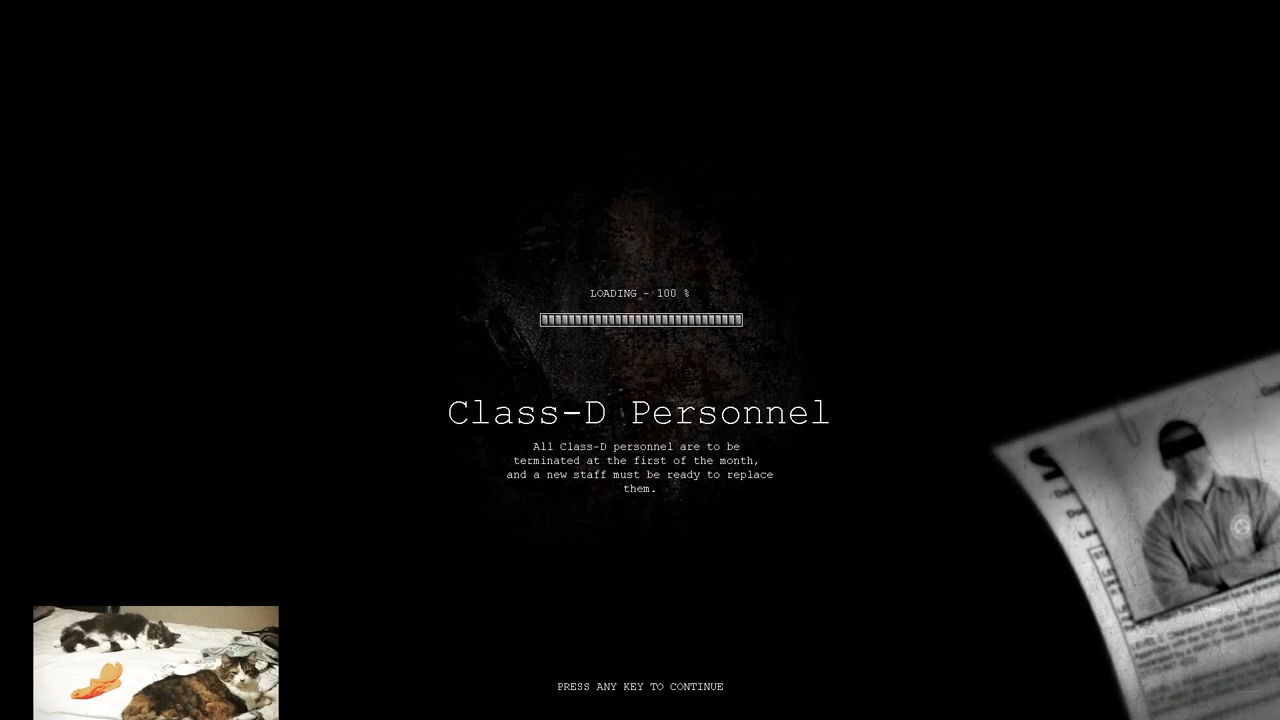 LOADING - 100 %
Class-D Personnel
All Class-D personnel are to be
terminated at the first of the month,
and a new staff must be ready to replace
them.
PRESS ANY KEY TO CONTINUE